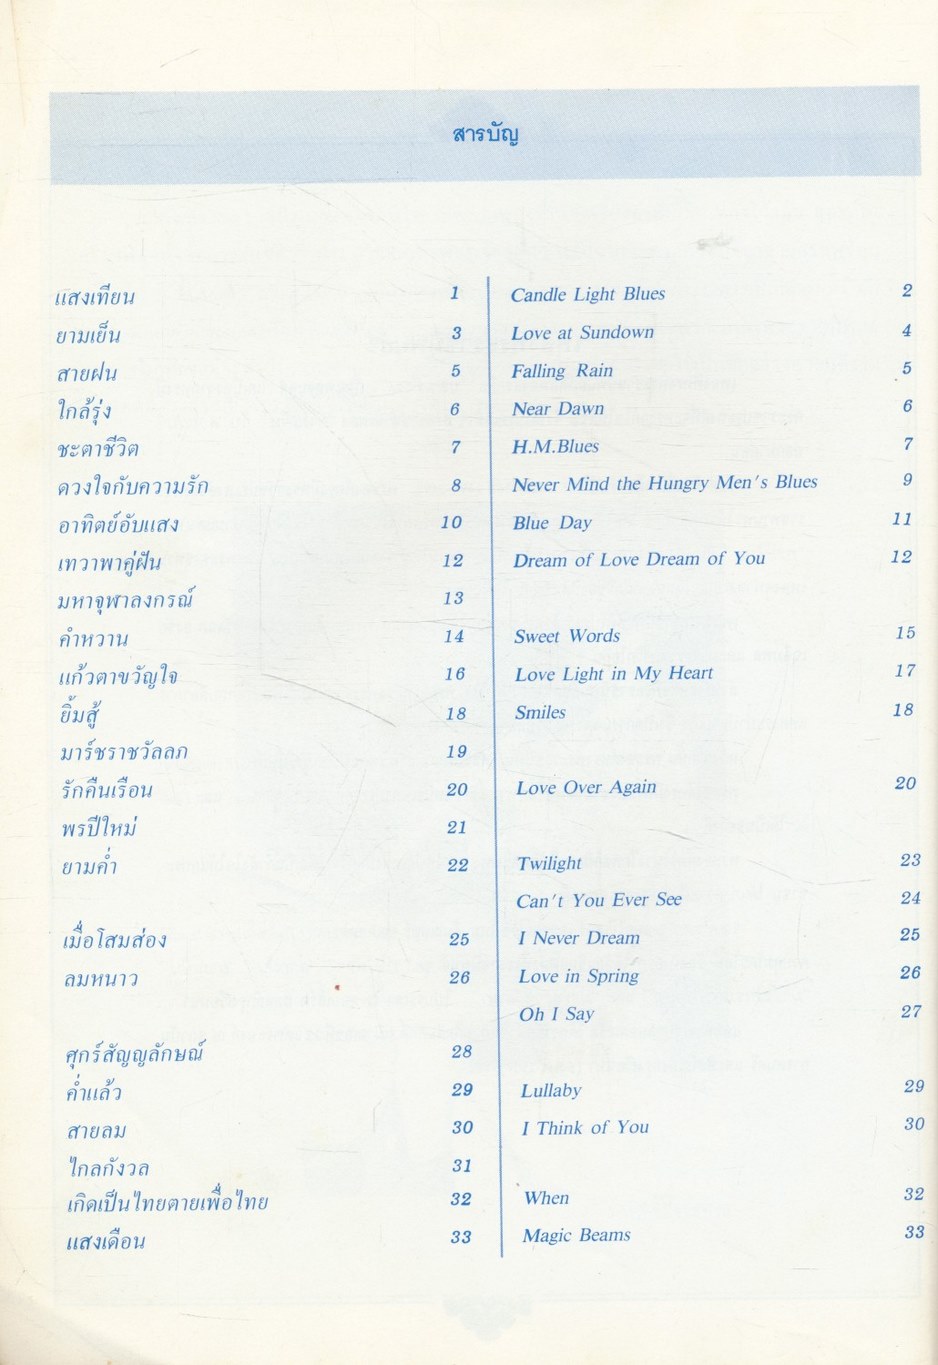 สารบัญ
แสงเทียน 1 Candle Light Blues 2
ยามเย็น 3 Love at Sundown 4
สายฝน 5 Falling Rain 5
ใกล้รุ่ง 6 Near Dawn 6
ชะตาชีวิต 7 H.M.Blues 7
ดวงใจกับความรัก 8 Never Mind the Hungry Men's Blues 9
อาทิตย์อับแสง 10 Blue Day 11
เทวาพาคู่ฝัน 12 Dream of Love Dream of You 12
มหาจุฬาลงกรณ์ 13
คำหวาน 14 Sweet Words 15
แก้วตาขวัญใจ 16 Love Light in My Heart 17
ยิ้มสู้ 18 Smiles 18
มาร์ชราชวัลลภ 19
รักคืนเรือน 20 Love Over Again 20
พรปีใหม่ 21
ยามค่ำ 22 Twilight 23
Can't You Ever See 24
เมื่อโสมส่อง 25 I Never Dream 25
ลมหนาว 26 Love in Spring 26
Oh I Say 27
ศุกร์สัญญลักษณ์ 28
ค่ำแล้ว 29 Lullaby 29
สายลม 30 I Think of You 30
ไกลกังวล 31
เกิดเป็นไทยตายเพื่อไทย 32 When 32
แสงเดือน 33 Magic Beams 33